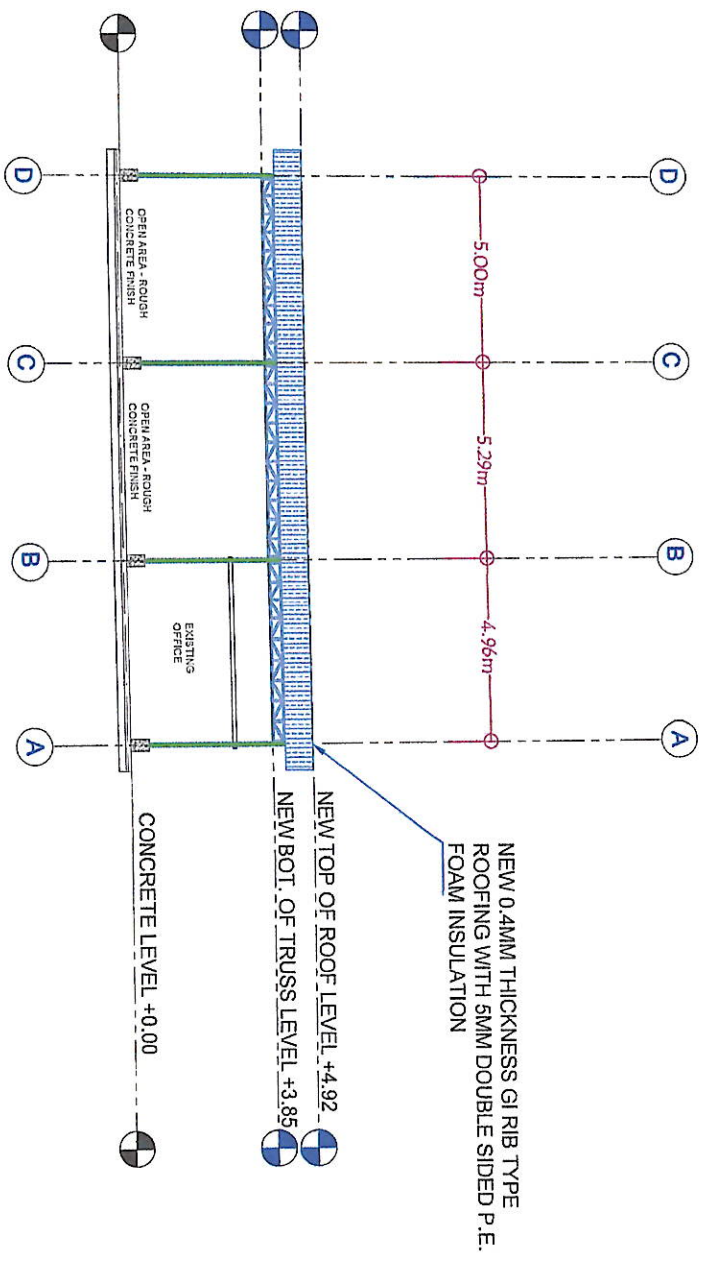 D
C
B
A
5.00m
5.29m
4.96m
NEW 0.4MM THICKNESS GI RIB TYPE
ROOFING WITH 5MM DOUBLE SIDED P.E.
FOAM INSULATION
NEW TOP OF ROOF LEVEL +4.92
NEW BOT. OF TRUSS LEVEL +3.85
OPEN AREA - ROUGH
CONCRETE FINISH
OPEN AREA - ROUGH
CONCRETE FINISH
EXISTING
OFFICE
CONCRETE LEVEL +0.00
D
C
B
A